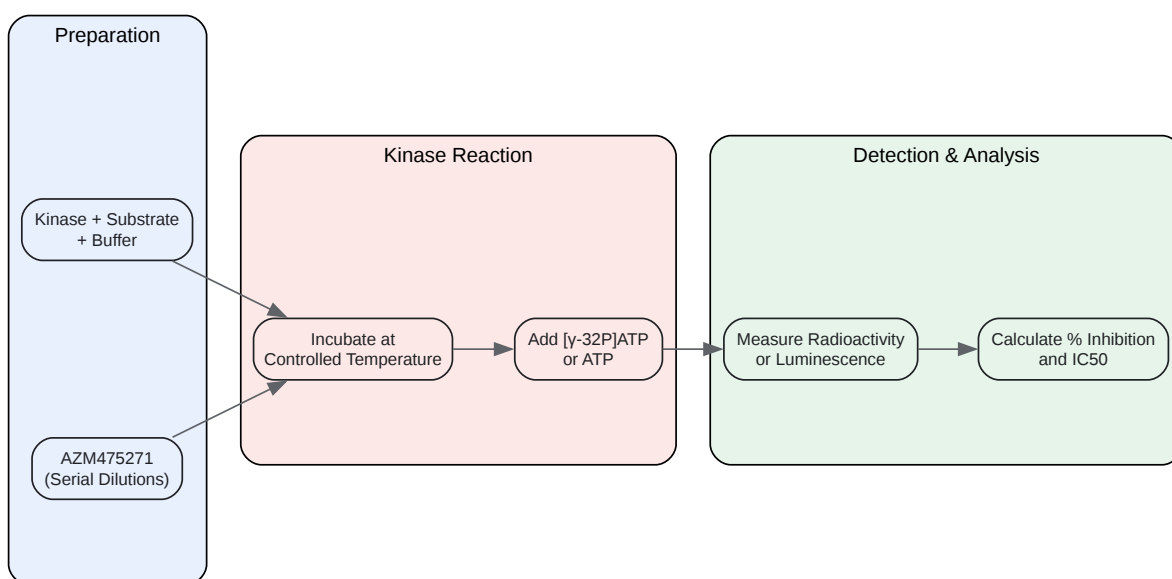 Preparation
Kinase + Substrate
+ Buffer
AZM475271
(Serial Dilutions)
Kinase Reaction
Incubate at
Controlled Temperature
Add [γ-32P]ATP
or ATP
Detection & Analysis
Measure Radioactivity
or Luminescence
Calculate % Inhibition
and IC50